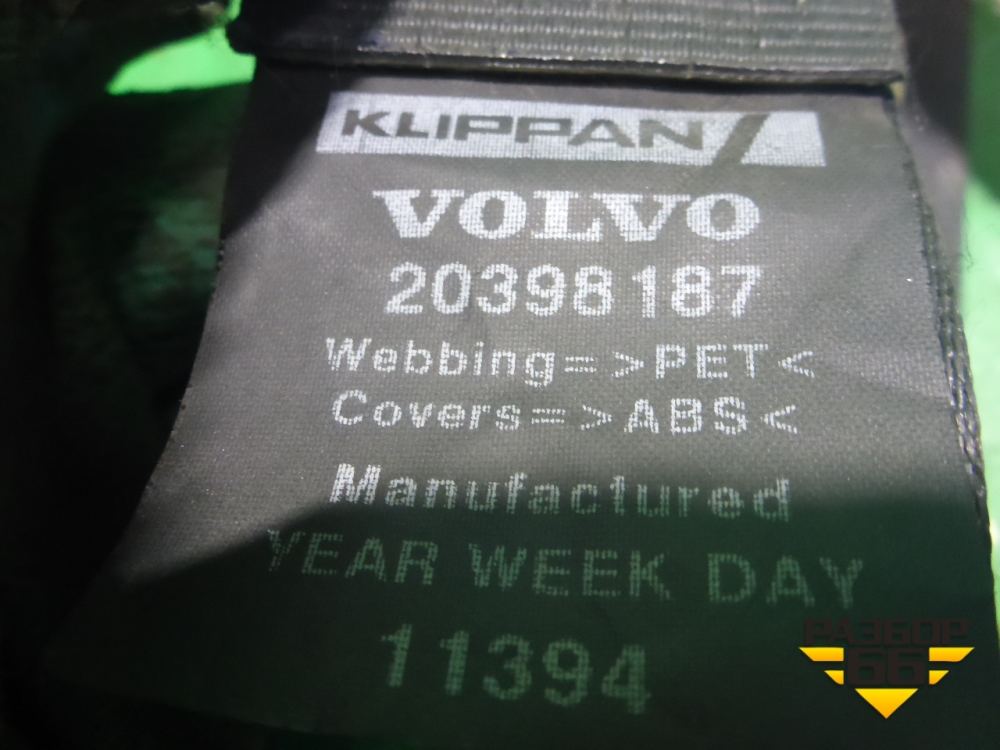 KLIPPAN
VOLVO
20398187
Webbing=>PET<
Covers=>ABS<
Manufactured
YEAR WEEK DAY
11394
РАЗБОР
66